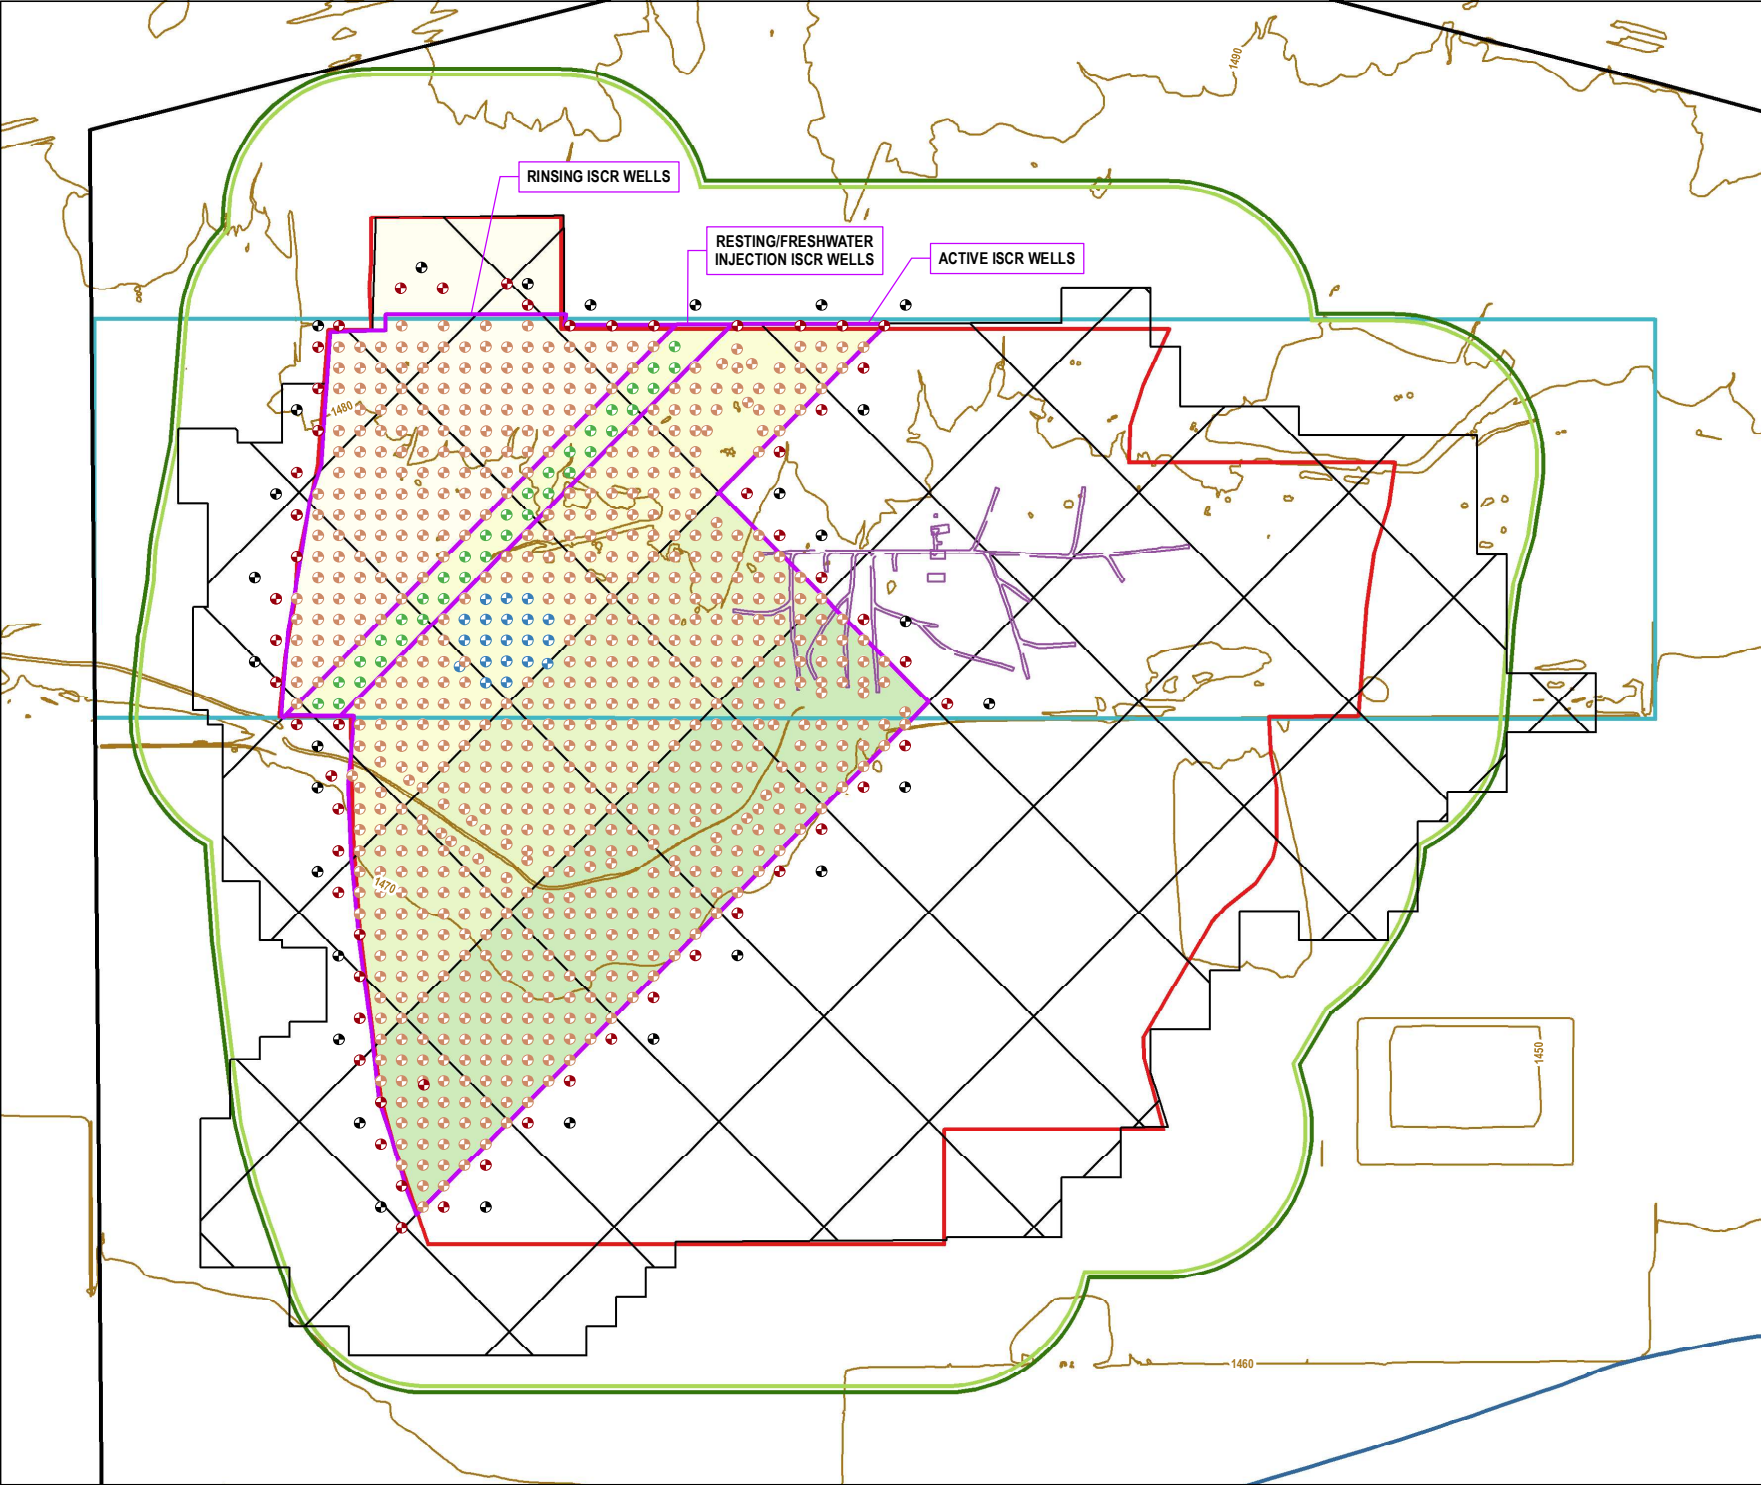 1490
RINSING ISCR WELLS
RESTING/FRESHWATER
INJECTION ISCR WELLS
ACTIVE ISCR WELLS
1480
1470
1450
1460